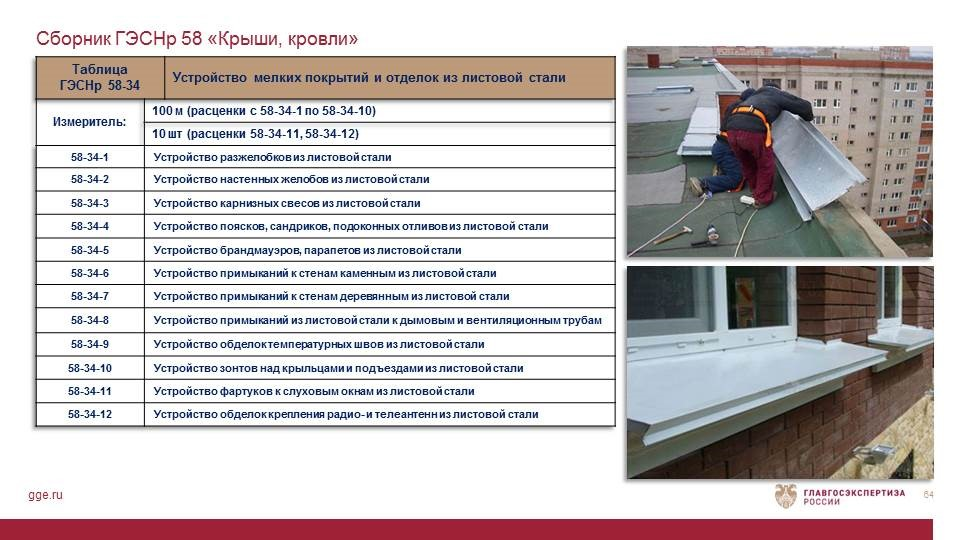 Сборник ГЭСНр 58 «Крыши, кровли»
Таблица
ГЭСНр 58-34
Устройство мелких покрытий и отделок из листовой стали
Измеритель:
100 м (расценки с 58-34-1 по 58-34-10)
10 шт (расценки 58-34-11, 58-34-12)
58-34-1 Устройство разжелобков из листовой стали
58-34-2 Устройство настенных желобов из листовой стали
58-34-3 Устройство карнизных свесов из листовой стали
58-34-4 Устройство поясков, сандриков, подоконных отливов из листовой стали
58-34-5 Устройство брандмауэров, парапетов из листовой стали
58-34-6 Устройство примыканий к стенам каменным из листовой стали
58-34-7 Устройство примыканий к стенам деревянным из листовой стали
58-34-8 Устройство примыканий из листовой стали к дымовым и вентиляционным трубам
58-34-9 Устройство обделок температурных швов из листовой стали
58-34-10 Устройство зонтов над крыльцами и подъездами из листовой стали
58-34-11 Устройство фартуков к слуховым окнам из листовой стали
58-34-12 Устройство обделок крепления радио- и телеантенн из листовой стали
gge.ru
ГЛАВГОСЭКСПЕРТИЗА
РОССИИ
64